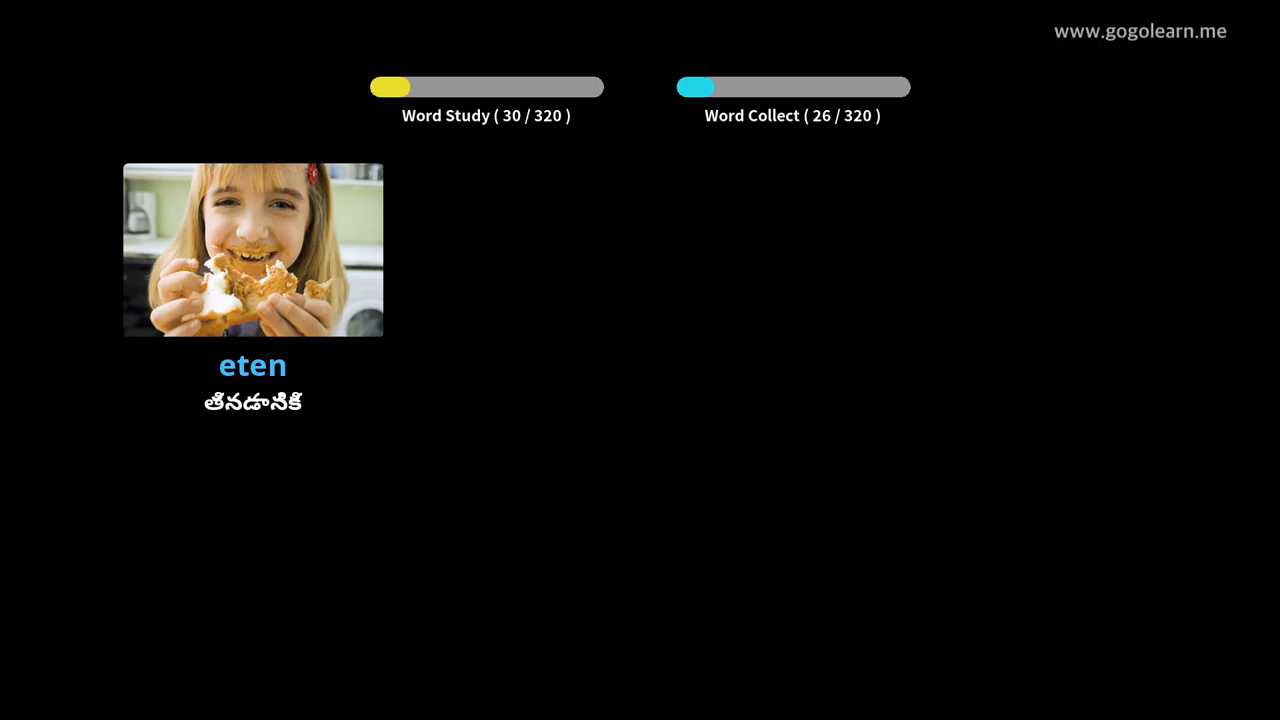 www.gogolearn.me
Word Study ( 30 / 320 )
Word Collect ( 26 / 320 )
eten
తినడానికి